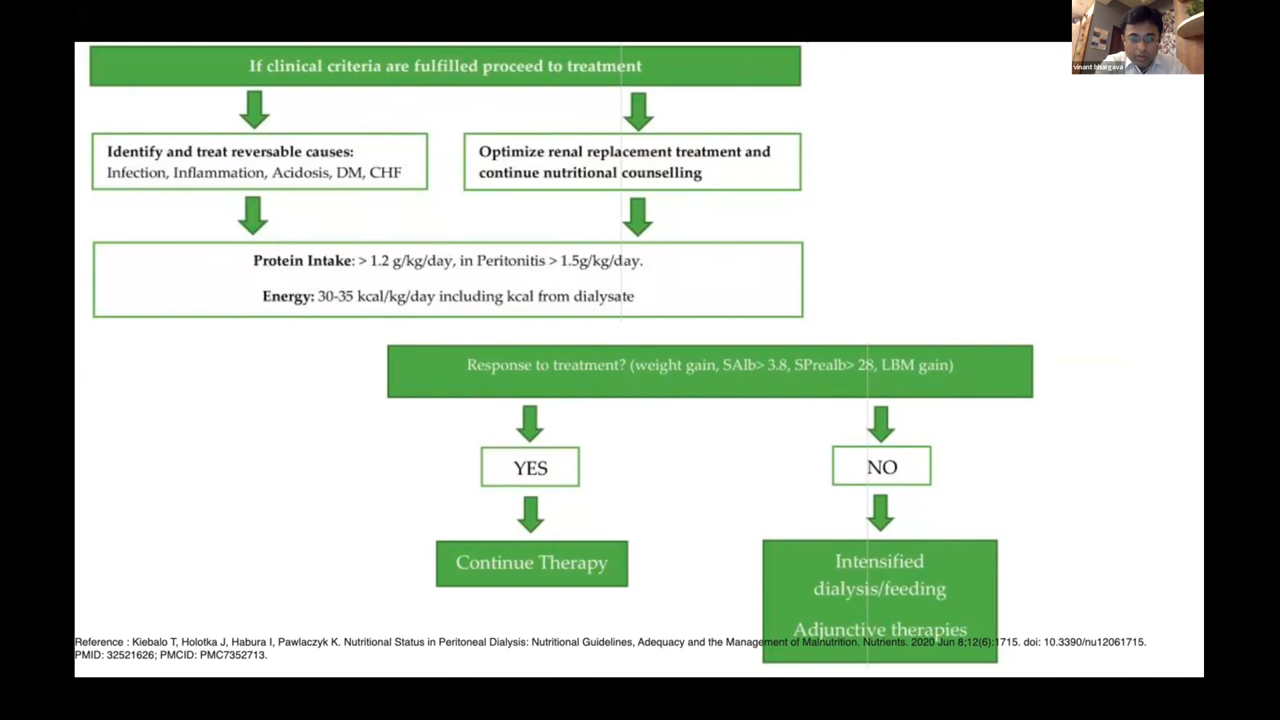 vinant bhargava
If clinical criteria are fulfilled proceed to treatment
Identify and treat reversable causes:
Infection, Inflammation, Acidosis, DM, CHF
Optimize renal replacement treatment and
continue nutritional counselling
Protein Intake: > 1.2 g/kg/day, in Peritonitis > 1.5g/kg/day.
Energy: 30-35 kcal/kg/day including kcal from dialysate
Response to treatment? (weight gain, SAlb> 3.8, SPrealb> 28, LBM gain)
YES
NO
Continue Therapy
Intensified
dialysis/feeding
Adjunctive therapies
Reference : Kiebalo T, Holotka J, Habura I, Pawlaczyk K. Nutritional Status in Peritoneal Dialysis: Nutritional Guidelines, Adequacy and the Management of Malnutrition. Nutrients. 2020 Jun 8;12(6):1715. doi: 10.3390/nu12061715.
PMID: 32521626; PMCID: PMC7352713.